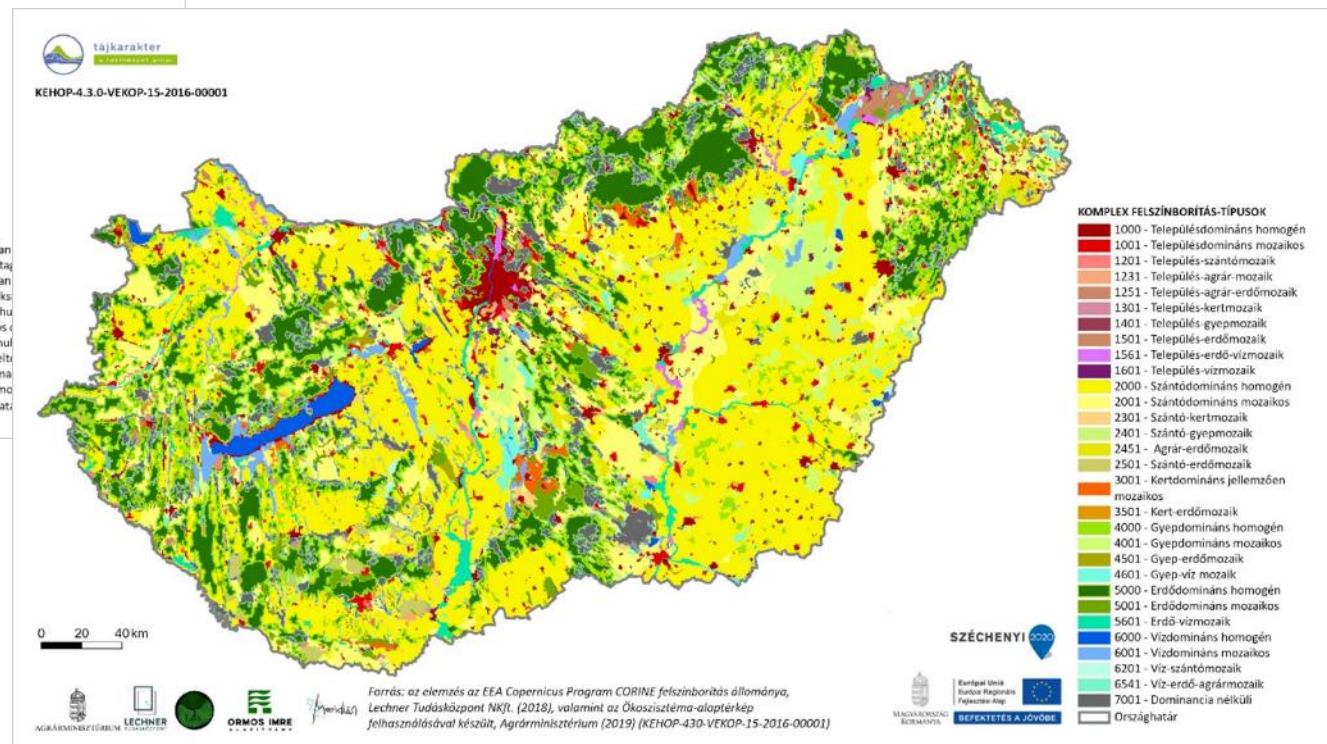 tájkarakter
a természet arcai
KEHOP-4.3.0-VEKOP-15-2016-00001
KOMPLEX FELSZÍNBORÍTÁS-TÍPUSOK
1000 - Településdomináns homogén
1001 - Településdomináns mozaikos
1201 - Település-szántómozaik
1231 - Település-agrár-mozaik
1251 - Település-agrár-erdőmozaik
1301 - Település-kertmozaik
1401 - Település-gyepmozaik
1501 - Település-erdőmozaik
1561 - Település-erdő-vízmozaik
1601 - Település-vízmozaik
2000 - Szántódomináns homogén
2001 - Szántódomináns mozaikos
2301 - Szántó-kertmozaik
2401 - Szántó-gyepmozaik
2451 - Agrár-erdőmozaik
2501 - Szántó-erdőmozaik
3001 - Kertdomináns jellemzően
mozaikos
3501 - Kert-erdőmozaik
4000 - Gyepdomináns homogén
4001 - Gyepdomináns mozaikos
4501 - Gyep-erdőmozaik
4601 - Gyep-víz mozaik
5000 - Erdődomináns homogén
5001 - Erdődomináns mozaikos
5601 - Erdő-vízmozaik
6000 - Vízdomináns homogén
6001 - Vízdomináns mozaikos
6201 - Víz-szántómozaik
6541 - Víz-erdő-agrármozaik
7001 - Dominancia nélküli
Országhatár
0 20 40 km
SZÉCHENYI 2020
AGRÁRMINISZTÉRIUM
LECHNER
TUDÁSKÖZPONT
ORMOS IMRE
ALAPÍTVÁNY
Meridián
Forrás: az elemzés az EEA Copernicus Program CORINE felszínborítás állománya,
Lechner Tudásközpont NKft. (2018), valamint az Ökoszisztéma-alaptérkép
felhasználásával készült, Agrárminisztérium (2019) (KEHOP-430-VEKOP-15-2016-00001)
MAGYARORSZÁG
KORMÁNYA
Európai Unió
Európai Regionális
Fejlesztési Alap
BEFEKTETÉS A JÖVŐBE